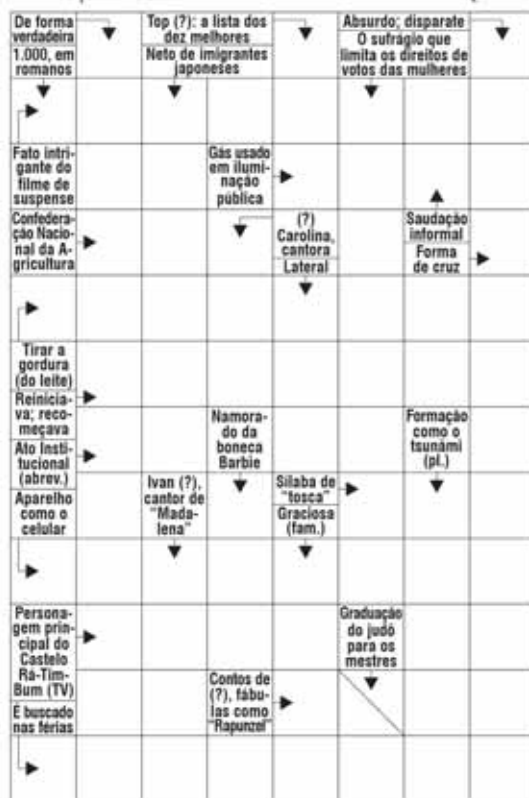 De forma
verdadeira
1.000, em
romanos
Top (?): a lista dos
dez melhores
Neto de imigrantes
japoneses
Absurdo; disparate
O sufrágio que
limita os direitos de
votos das mulheres
Fato intri-
gante do
filme de
suspense
Gás usado
em ilumi-
nação
pública
Confedera-
ção Nacio-
nal da A-
gricultura
(?)
Carolina,
cantora
Lateral
Saudação
informal
Forma
de cruz
Tirar a
gordura
(do leite)
Reinicia-
va; reco-
meçava
Ato Insti-
tucional
(abrev.)
Aparelho
como o
celular
Namora-
do da
boneca
Barbie
Formação
como o
tsunami
(pl.)
Ivan (?),
cantor de
"Mada-
lena"
Sílaba de
"tosca"
Graciosa
(fam.)
Persona-
gem prin-
cipal do
Castelo
Rá-Tim-
Bum (TV)
É buscado
nas férias
Graduação
do judô
para os
mestres
Contos de
(?), fábu-
las como
"Rapunzel"